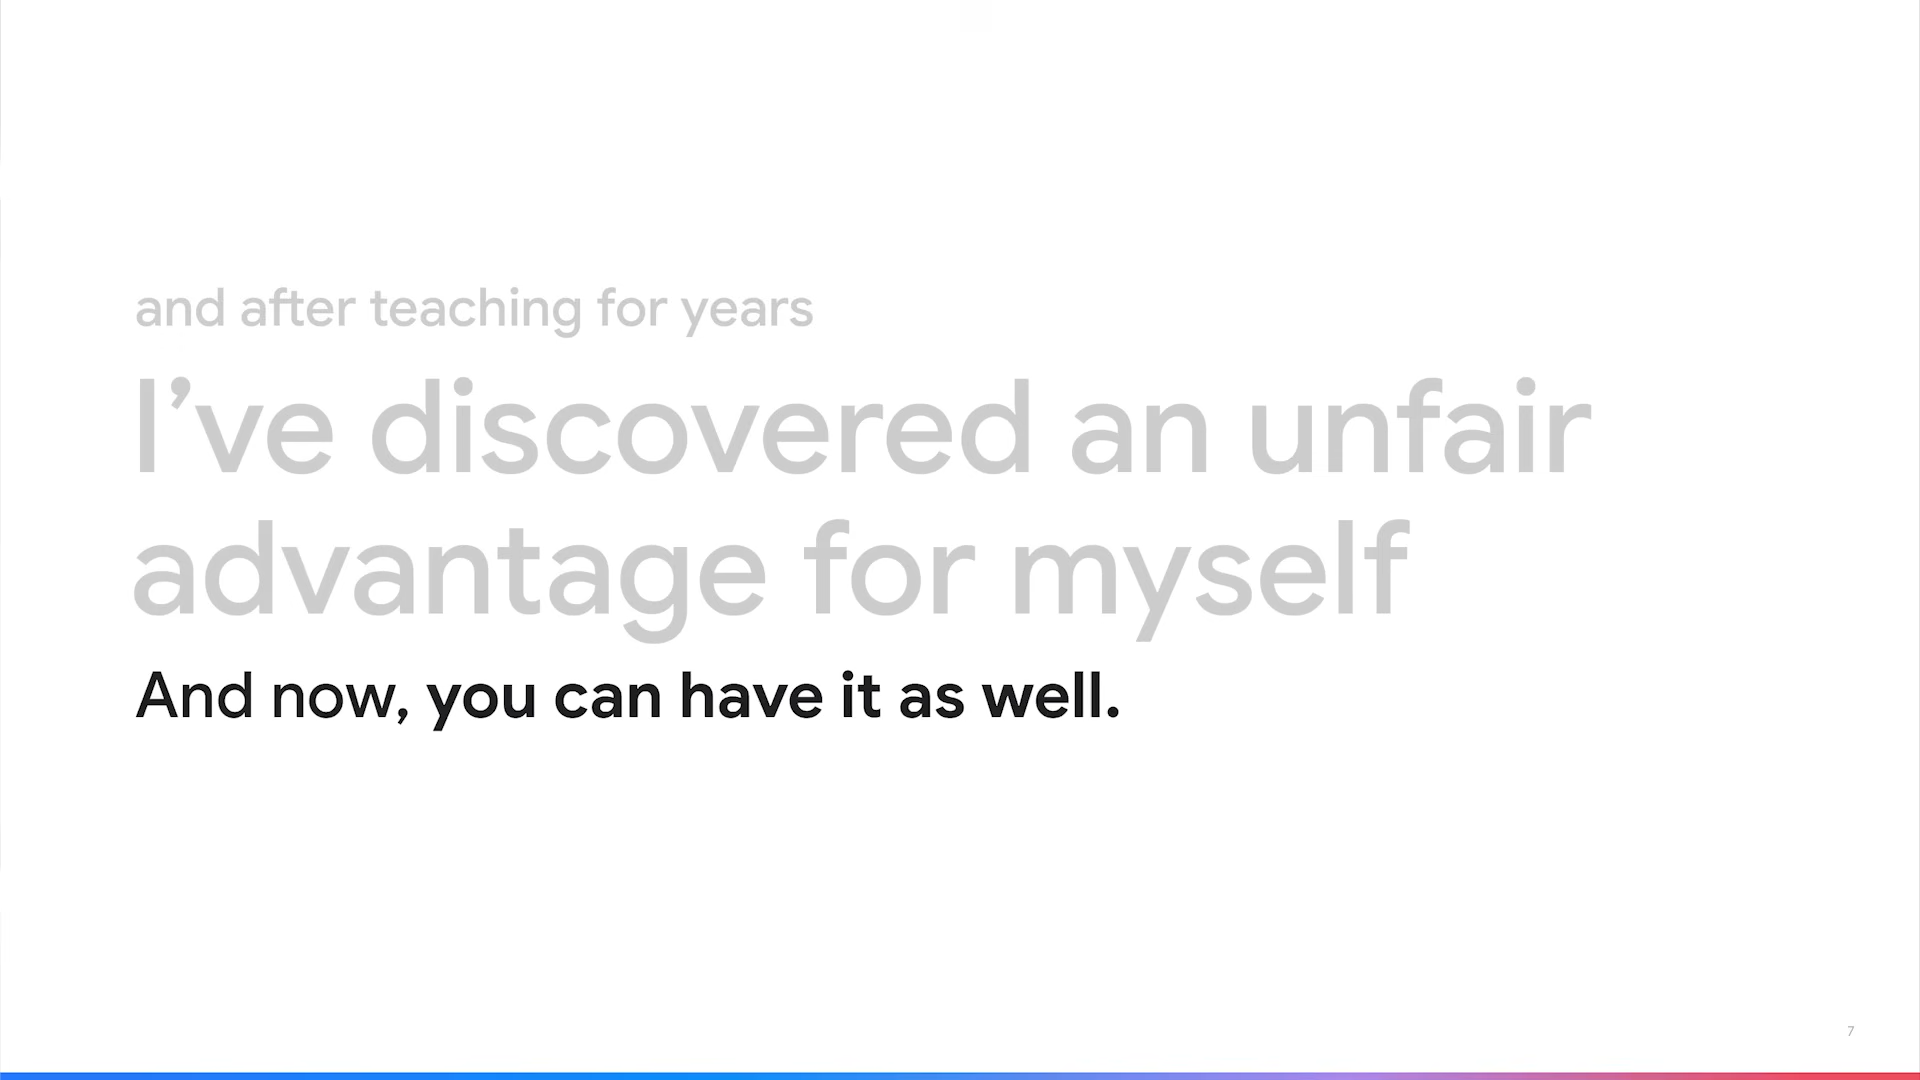 and after teaching for years
I’ve discovered an unfair
advantage for myself
And now, you can have it as well.
7